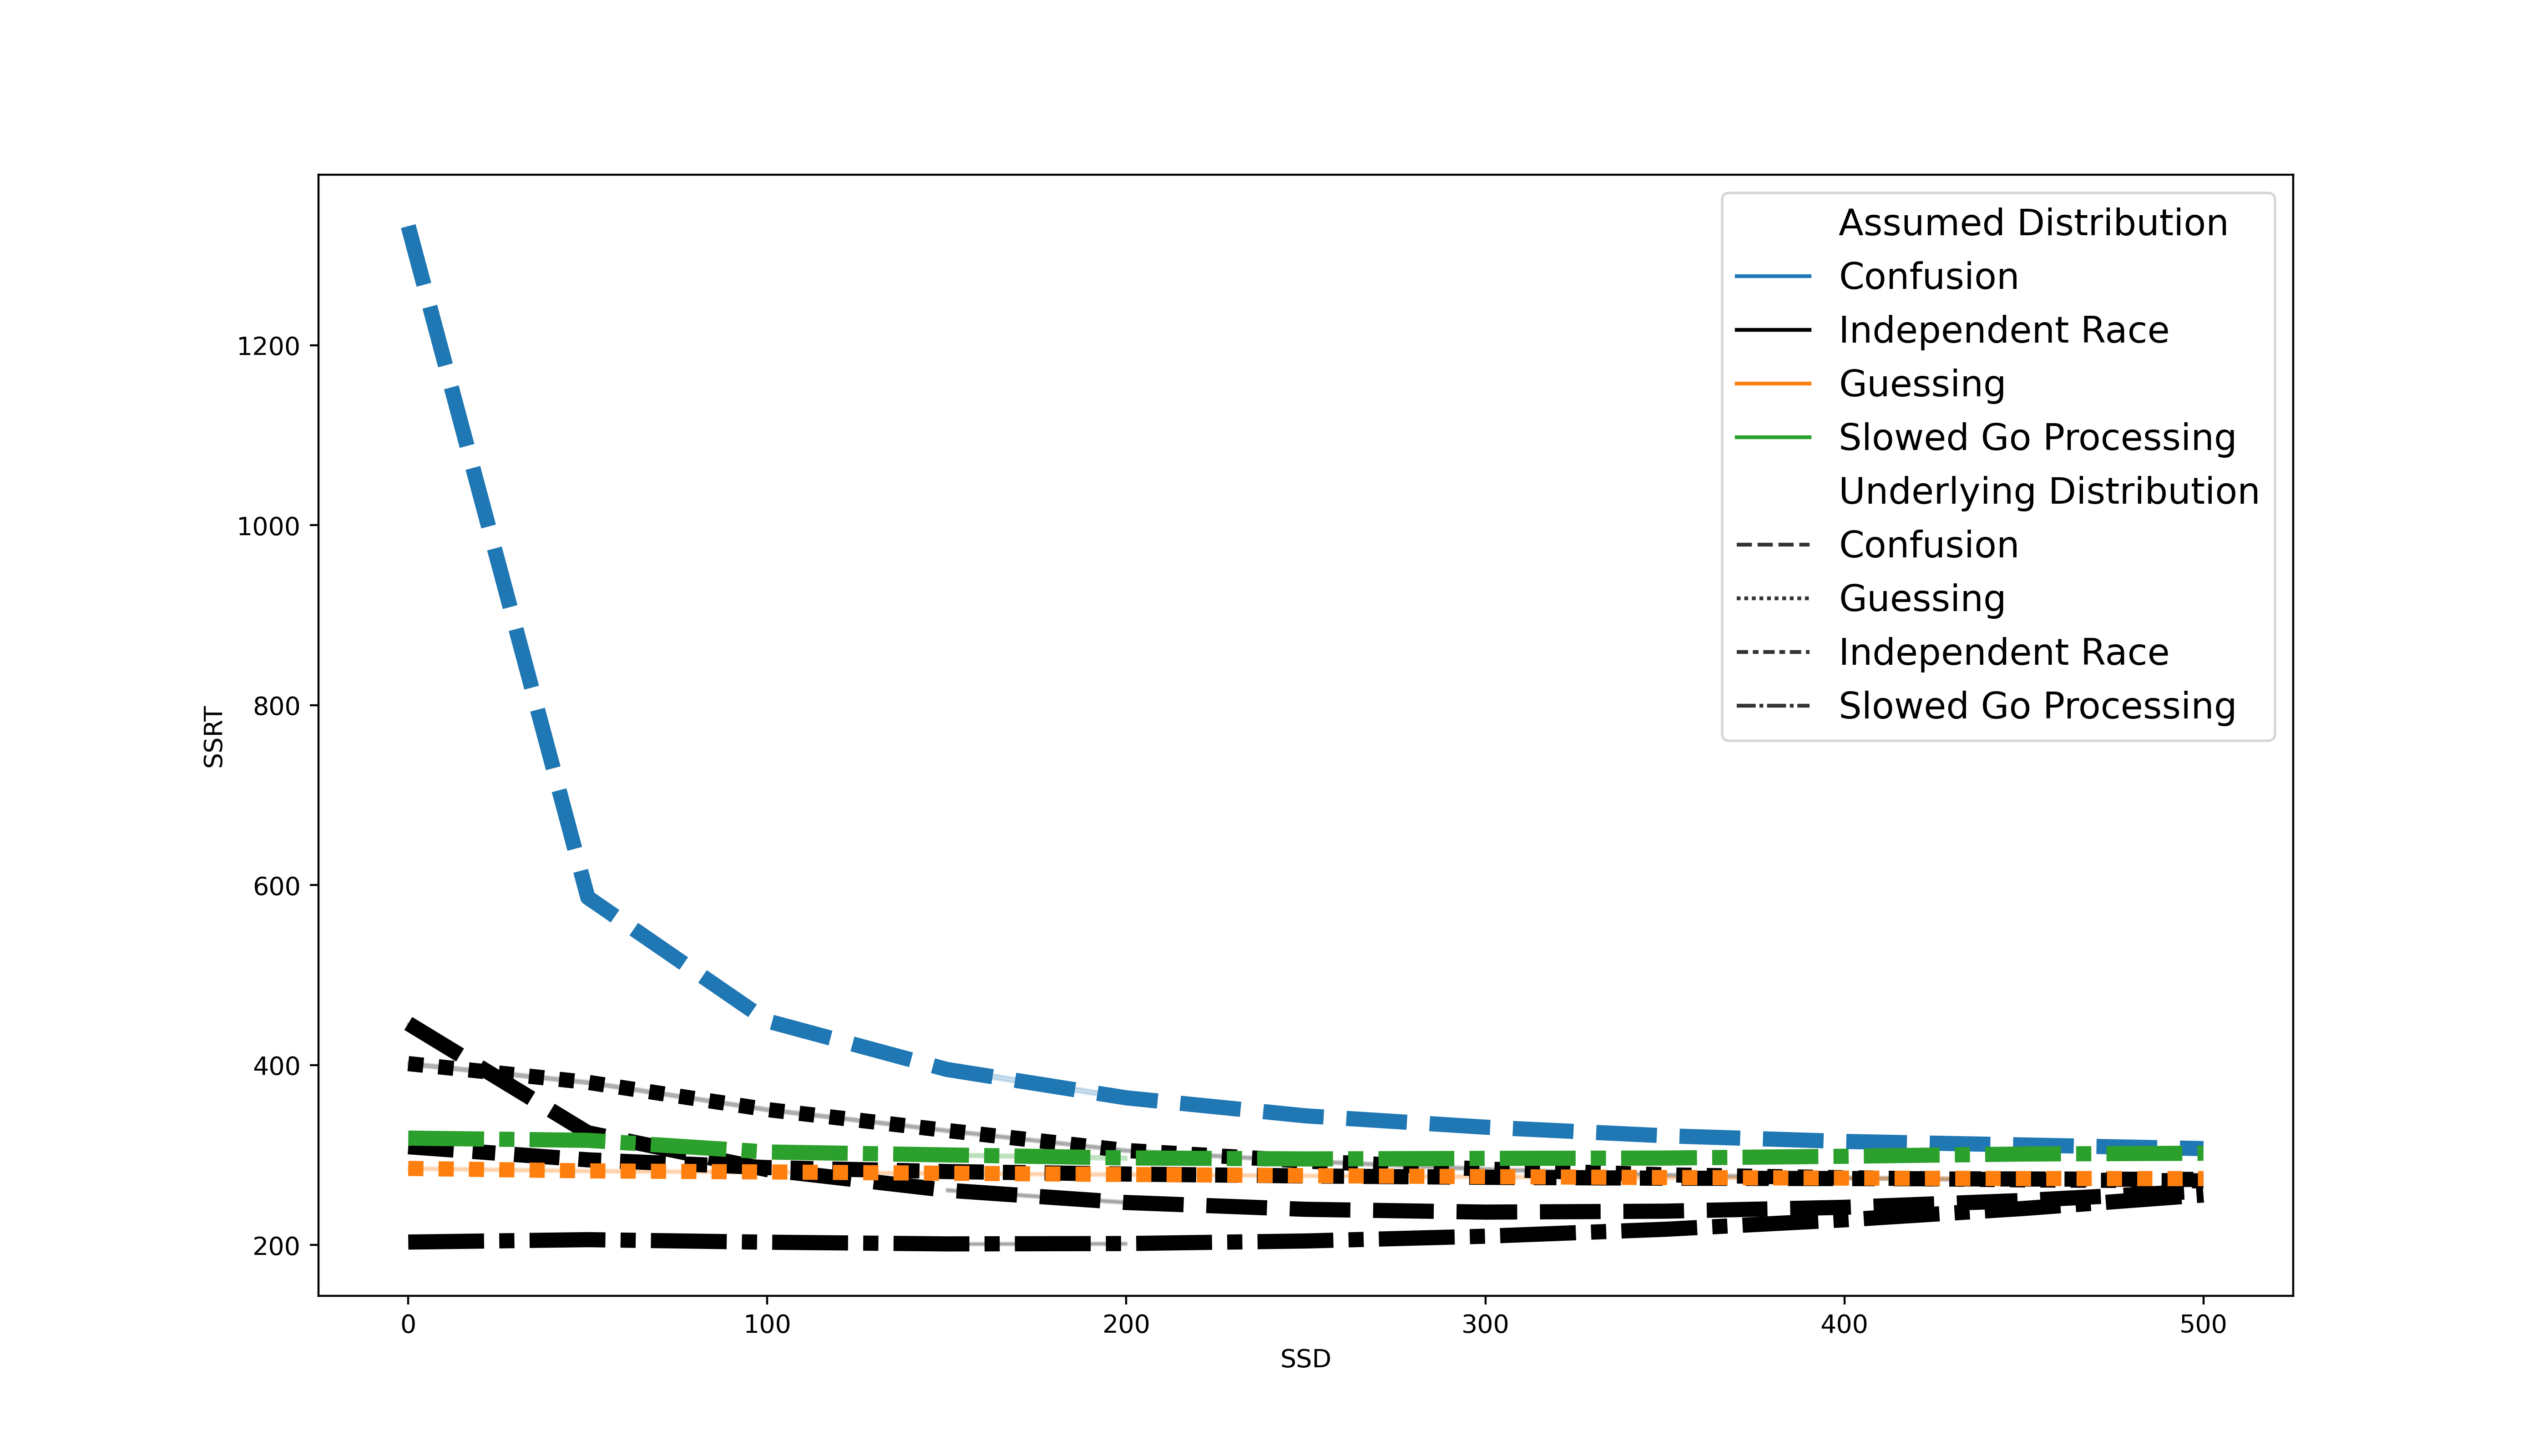 Assumed Distribution
Confusion
Independent Race
Guessing
Slowed Go Processing
Underlying Distribution
Confusion
Guessing
Independent Race
Slowed Go Processing
1200
1000
800
600
400
200
SSRT
0 100 200 300 400 500
SSD